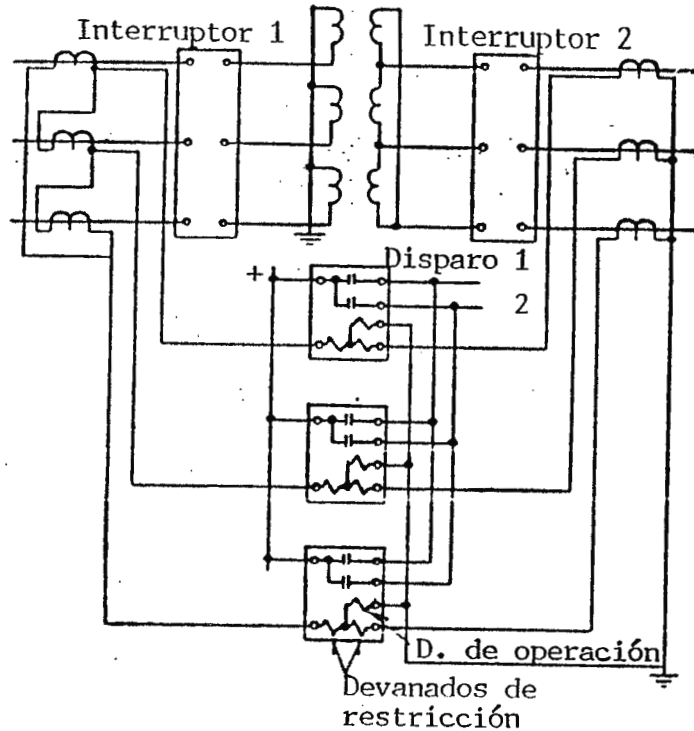 Interruptor 1
Interruptor 2
Disparo 1
+
2
D. de operación
Devanados de
restricción